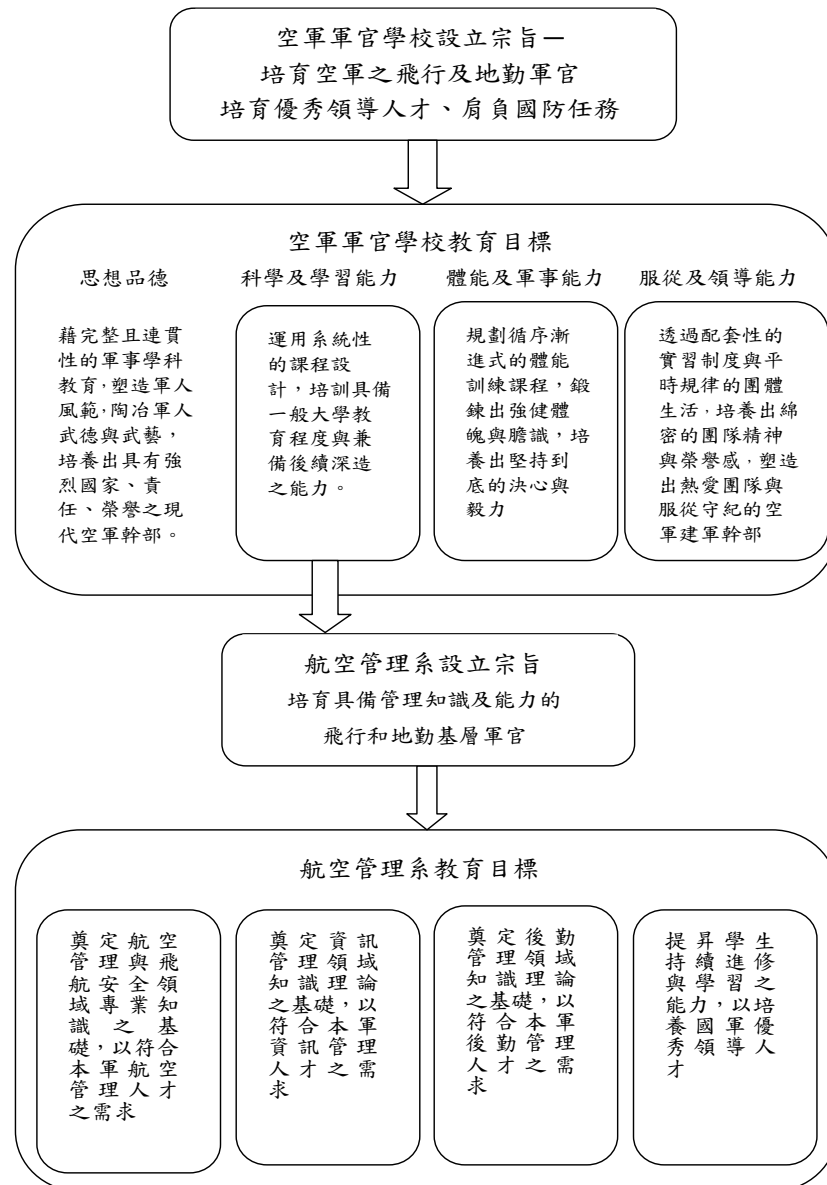 空軍軍官學校設立宗旨—
培育空軍之飛行及地勤軍官
培育優秀領導人才、肩負國防任務
空軍軍官學校教育目標
思想品德
藉完整且連貫
性的軍事學科
教育,塑造軍人
風範,陶冶軍人
武德與武藝,
培養出具有強
烈國家、責
任、榮譽之現
代空軍幹部。
科學及學習能力
運用系統性
的課程設
計,培訓具備
一般大學教
育程度與兼
備後續深造
之能力。
體能及軍事能力
規劃循序漸
進式的體能
訓練課程,鍛
鍊出強健體
魄與膽識,培
養出堅持到
底的決心與
毅力
服從及領導能力
透過配套性的
實習制度與平
時規律的團體
生活,培養出綿
密的團隊精神
與榮譽感,塑造
出熱愛團隊與
服從守紀的空
軍建軍幹部
航空管理系設立宗旨
培育具備管理知識及能力的
飛行和地勤基層軍官
航空管理系教育目標
奠定航空
管理與飛
航安全領
域專業知
識之基
礎,以符合
本軍航空
管理人才
之需求
奠定資訊
管理領域
知識理論
之基礎,以
符合本軍
資訊管理
人才之需
求
奠定後勤
管理領域
知識理論
之基礎,以
符合本軍
後勤管理
人才之需
求
提昇學生
持續進修
與學習之
能力,以培
養國軍優
秀領導人
才